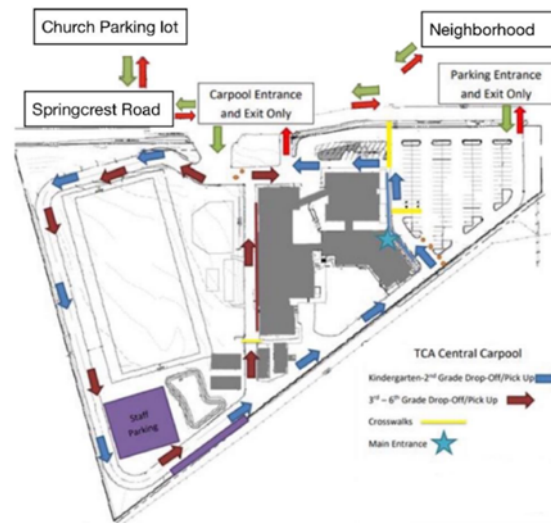 Church Parking lot
Neighborhood
Springcrest Road
Carpool Entrance
and Exit Only
Parking Entrance
and Exit Only
TCA Central Carpool
Kindergarten-2nd Grade Drop-Off/Pick Up
3rd – 6th Grade Drop-Off/Pick Up
Crosswalks
Main Entrance
Staff
Parking